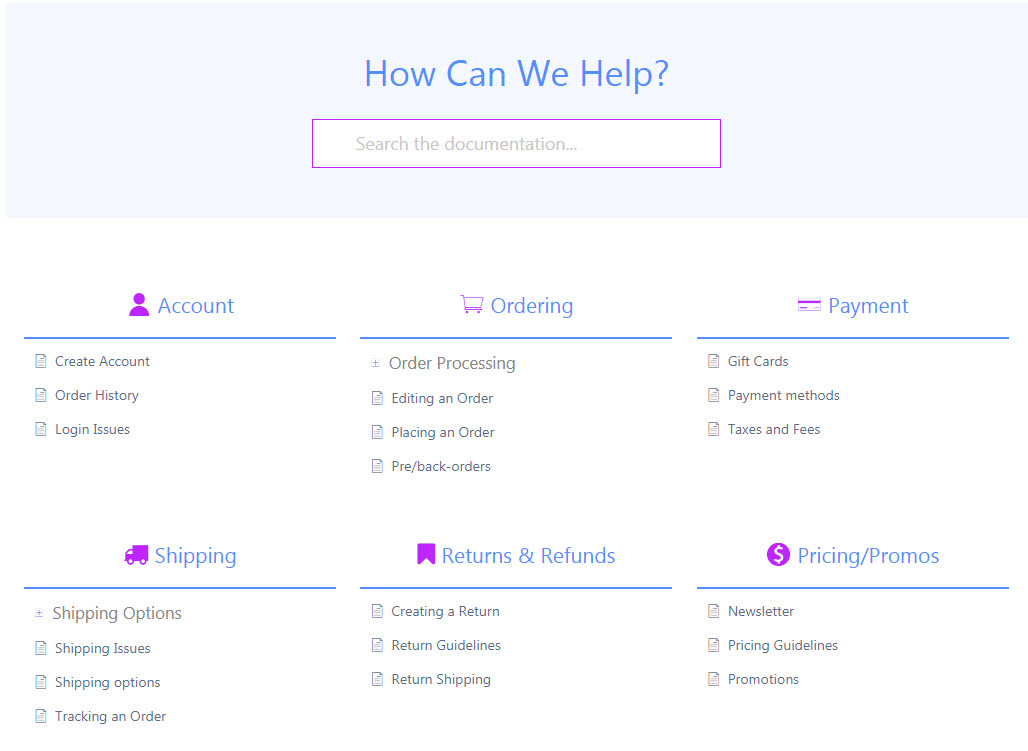 How Can We Help?
Search the documentation...
Account
Create Account
Order History
Login Issues
Ordering
Order Processing
Editing an Order
Placing an Order
Pre/back-orders
Payment
Gift Cards
Payment methods
Taxes and Fees
Shipping
Shipping Options
Shipping Issues
Shipping options
Tracking an Order
Returns & Refunds
Creating a Return
Return Guidelines
Return Shipping
Pricing/Promos
Newsletter
Pricing Guidelines
Promotions